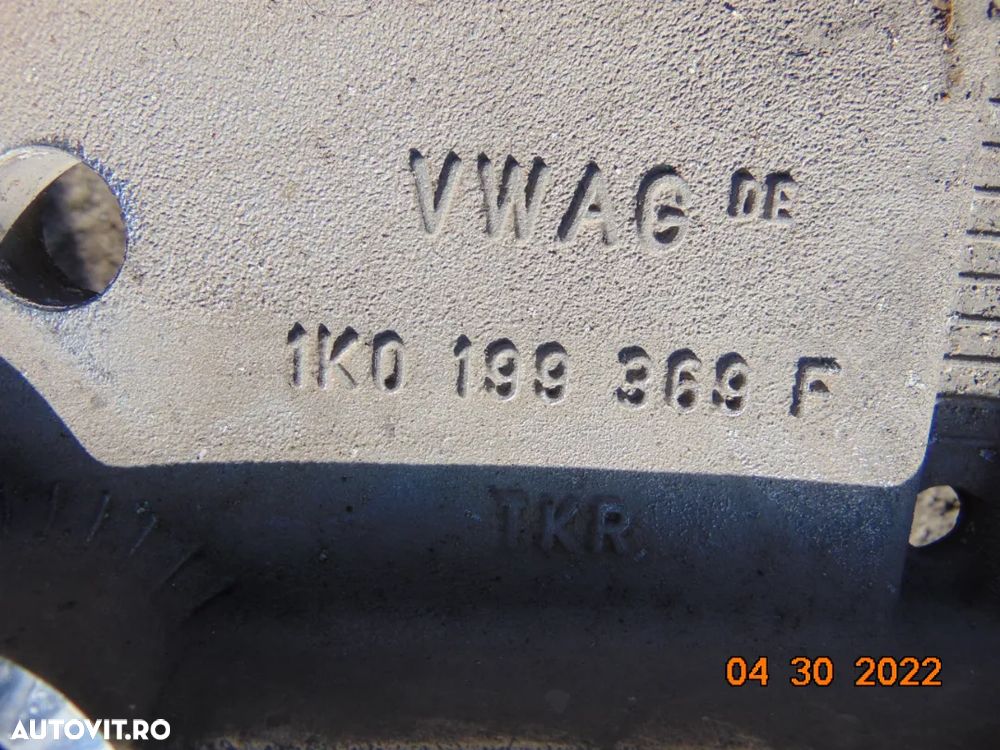 VWAG DE
1K0 199 369 F
TKR
04 30 2022
AUTOVIT.RO